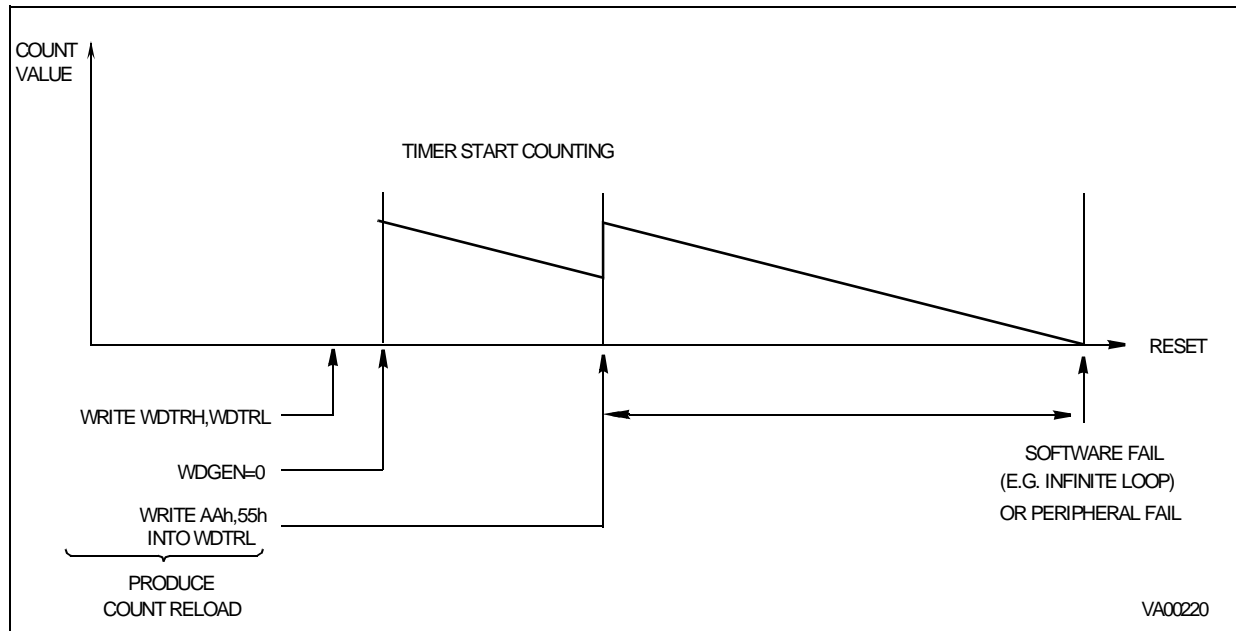 COUNT
VALUE
TIMER START COUNTING
RESET
WRITE WDTRH,WDTRL
WDGEN=0
WRITE AAh,55h
INTO WDTRL
PRODUCE
COUNT RELOAD
SOFTWARE FAIL
(E.G. INFINITE LOOP)
OR PERIPHERAL FAIL
VA00220